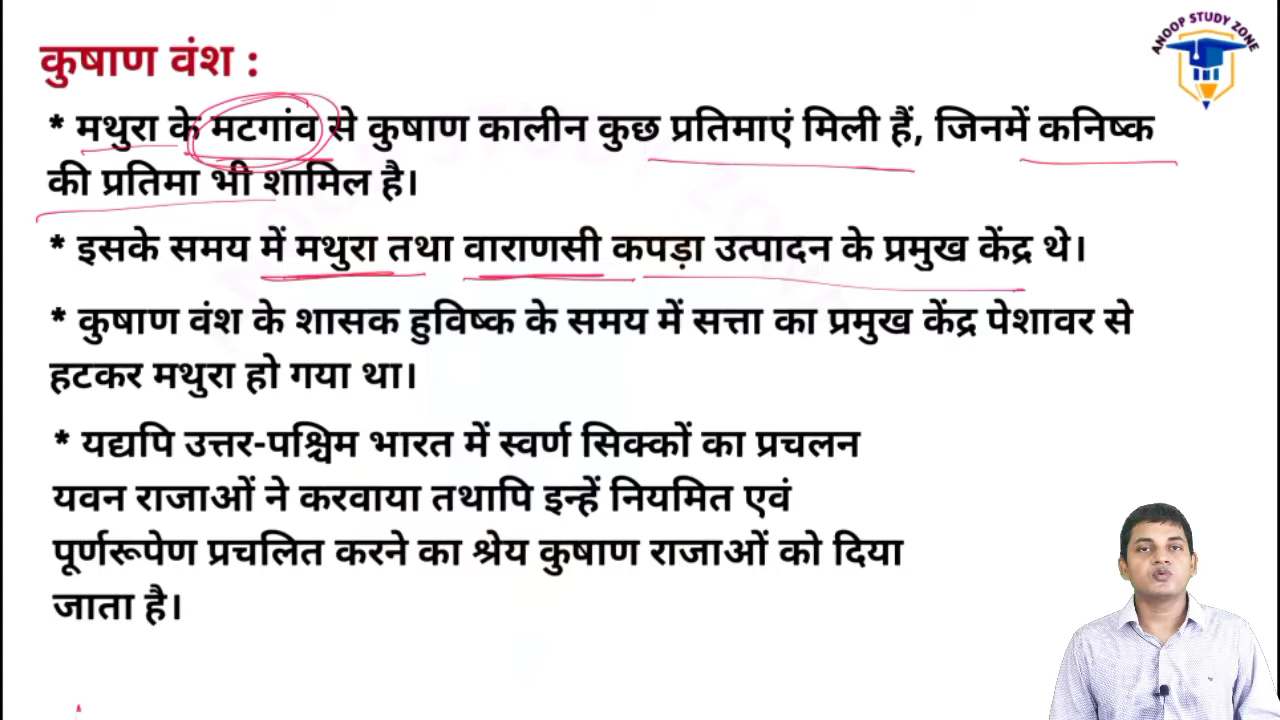 ANOOP STUDY ZONE
कुषाण वंश :
* मथुरा के मटगांव से कुषाण कालीन कुछ प्रतिमाएं मिली हैं, जिनमें कनिष्क
की प्रतिमा भी शामिल है।
* इसके समय में मथुरा तथा वाराणसी कपड़ा उत्पादन के प्रमुख केंद्र थे।
* कुषाण वंश के शासक हुविष्क के समय में सत्ता का प्रमुख केंद्र पेशावर से
हटकर मथुरा हो गया था।
* यद्यपि उत्तर-पश्चिम भारत में स्वर्ण सिक्कों का प्रचलन
यवन राजाओं ने करवाया तथापि इन्हें नियमित एवं
पूर्णरूपेण प्रचलित करने का श्रेय कुषाण राजाओं को दिया
जाता है।